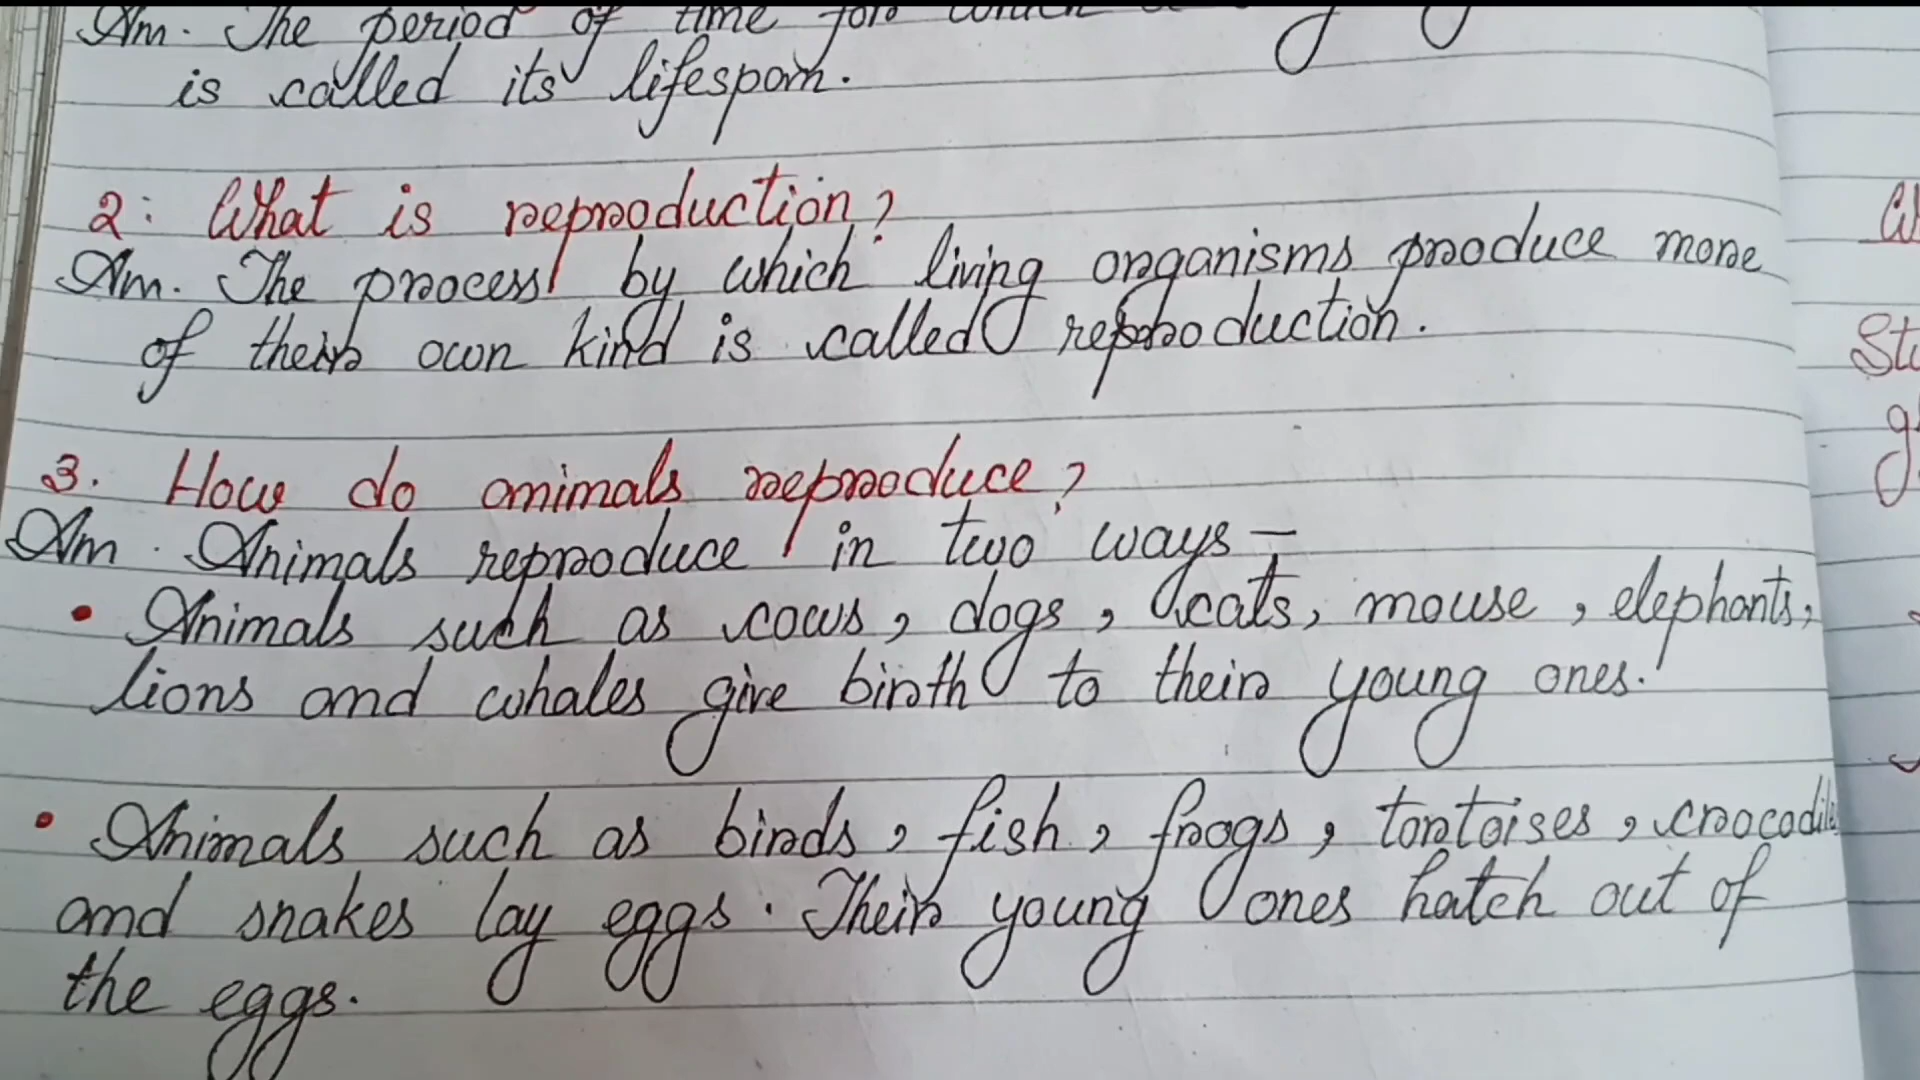 Ans. The period of time for which a
is called its lifespan.
2: What is reproduction?
Ans. The process by which living organisms produce more
of their own kind is called reproduction.
3. How do animals reproduce?
Ans. Animals reproduce in two ways –
• Animals such as cows, dogs, cats, mouse, elephants,
lions and whales give birth to their young ones.
• Animals such as birds, fish, frogs, tortoises, crocodile
and snakes lay eggs. Their young ones hatch out of
the eggs.